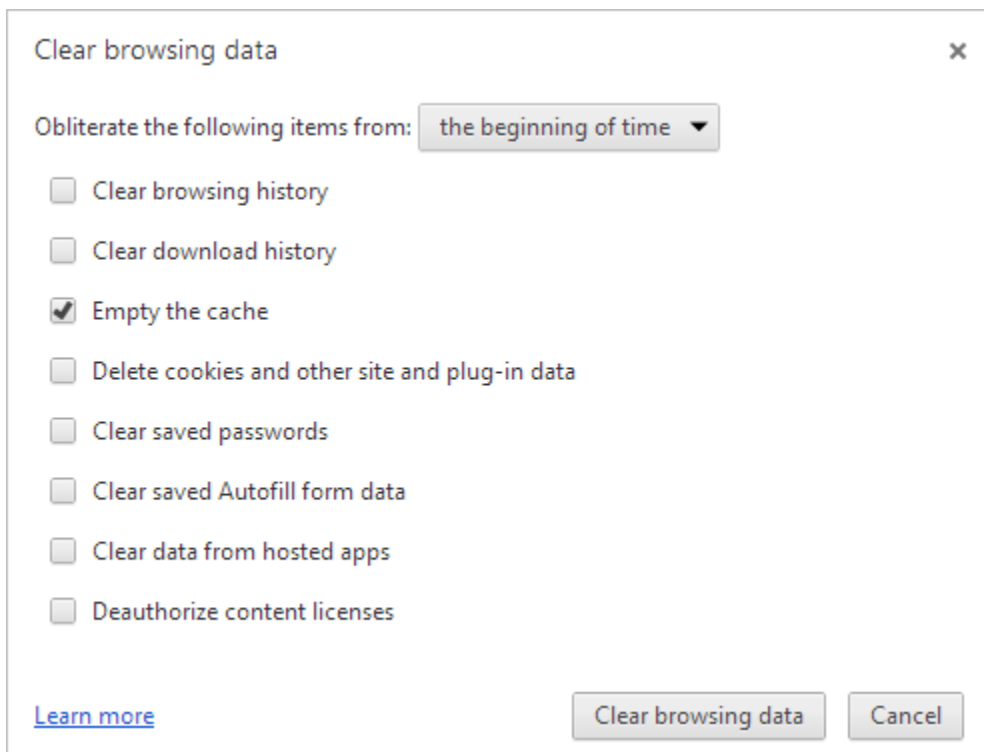 Clear browsing data
Obliterate the following items from: the beginning of time
Clear browsing history
Clear download history
Empty the cache
Delete cookies and other site and plug-in data
Clear saved passwords
Clear saved Autofill form data
Clear data from hosted apps
Deauthorize content licenses
Learn more Clear browsing data Cancel